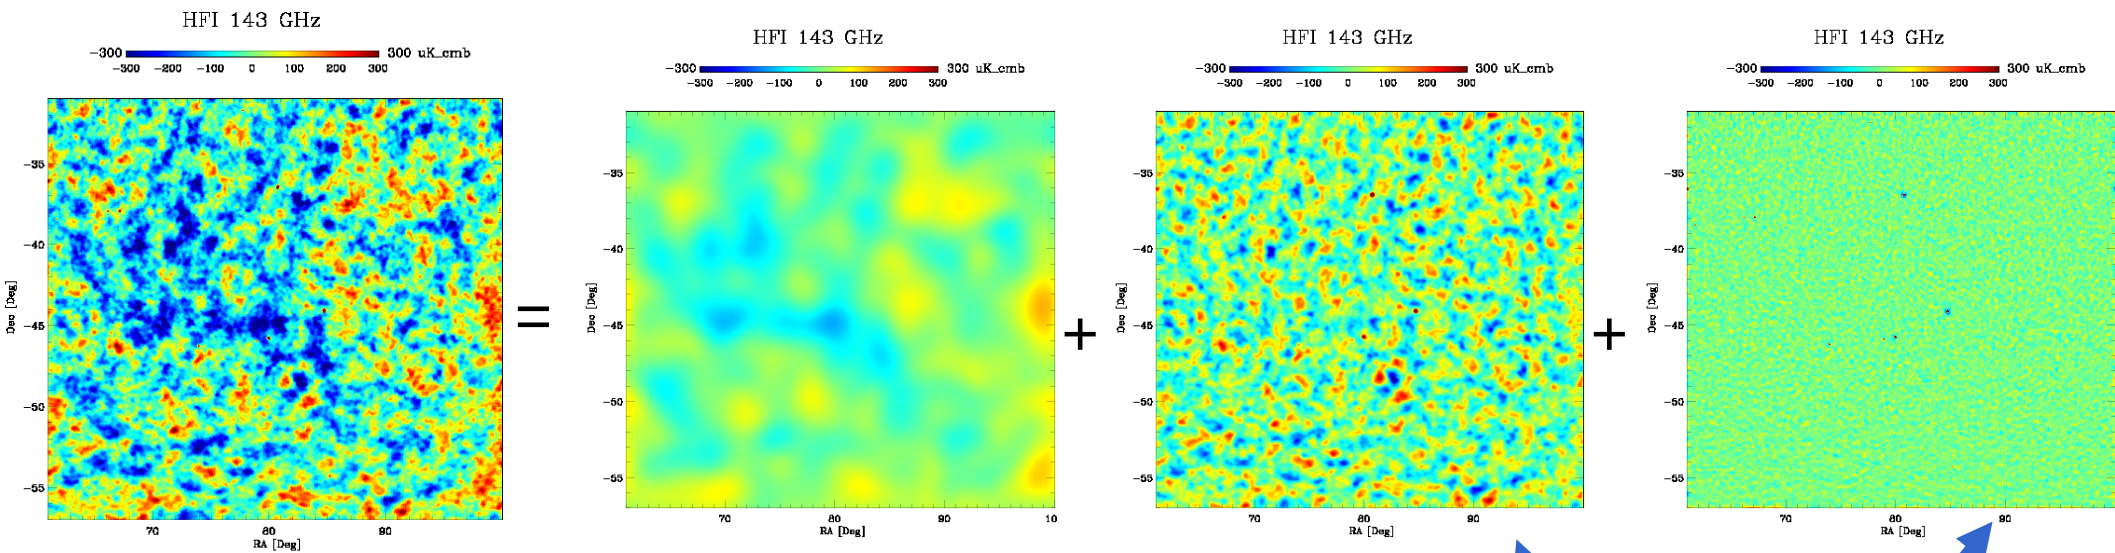 HFI 143 GHz
-300 300 uK_cmb
-300 -200 -100 0 100 200 300
-35
-40
-45
-50
-55
Dec [Deg]
70 80 90
RA [Deg]
=
HFI 143 GHz
-300 300 uK_cmb
-300 -200 -100 0 100 200 300
-35
-40
-45
-50
-55
Dec [Deg]
70 80 90 10
RA [Deg]
+
HFI 143 GHz
-300 300 uK_cmb
-300 -200 -100 0 100 200 300
-35
-40
-45
-50
-55
Dec [Deg]
70 80 90
RA [Deg]
+
HFI 143 GHz
-300 300 uK_cmb
-300 -200 -100 0 100 200 300
-35
-40
-45
-50
-55
Dec [Deg]
70 80 90
RA [Deg]